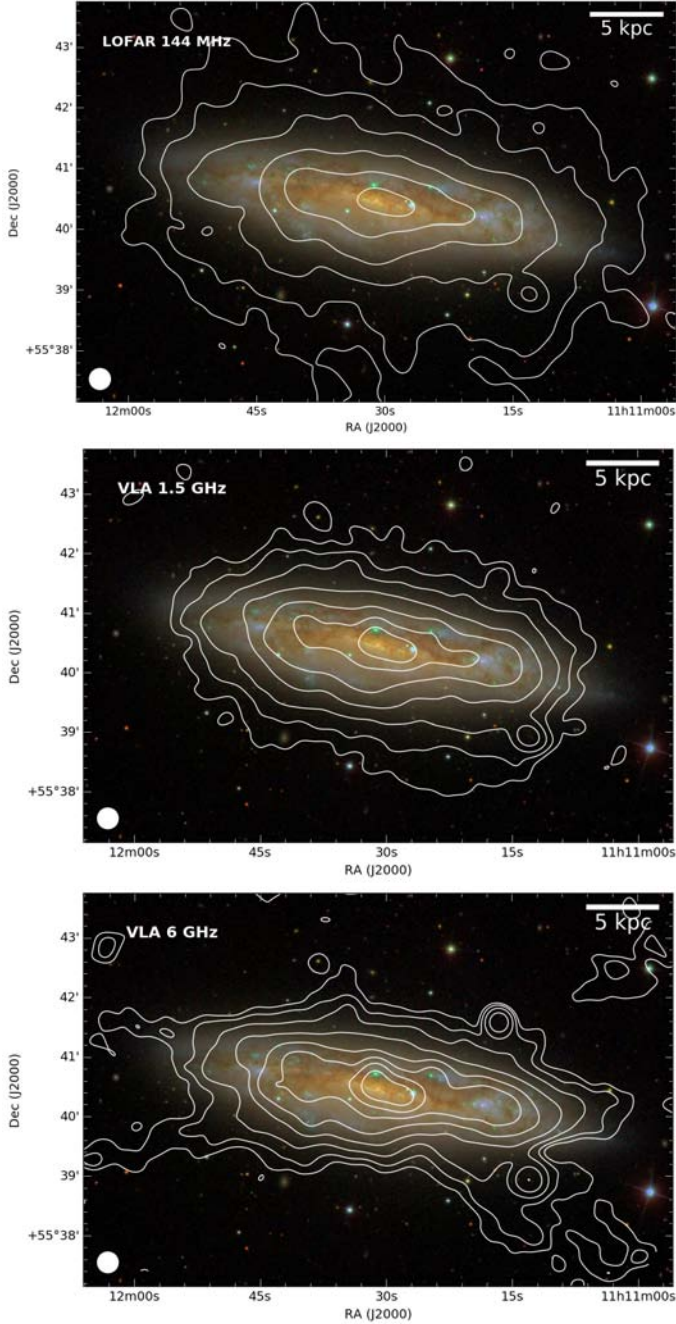 LOFAR 144 MHz
5 kpc
43'
42'
41'
40'
39'
+55°38'
Dec (J2000)
12m00s 45s 30s 15s 11h11m00s
RA (J2000)
VLA 1.5 GHz
5 kpc
43'
42'
41'
40'
39'
+55°38'
Dec (J2000)
12m00s 45s 30s 15s 11h11m00s
RA (J2000)
VLA 6 GHz
5 kpc
43'
42'
41'
40'
39'
+55°38'
Dec (J2000)
12m00s 45s 30s 15s 11h11m00s
RA (J2000)